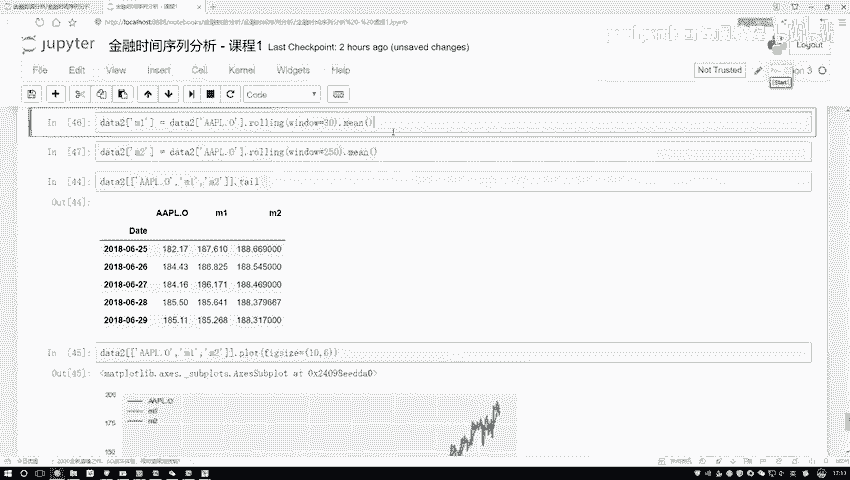 jupyter 金融时间序列分析 - 课程1 Last Checkpoint: 2 hours ago (unsaved changes)
Logout
File Edit View Insert Cell Kernel Widgets Help
Not Trusted
Start
Code
In [46]: data2['m1'] = data2['AAPL.O'].rolling(window=30).mean()
In [47]: data2['m2'] = data2['AAPL.O'].rolling(window=250).mean()
In [44]: data2[['AAPL.O','m1','m2']].tail
Out[44]:
AAPL.O m1 m2
Date
2018-06-25 182.17 187.610 188.669000
2018-06-26 184.43 186.825 188.545000
2018-06-27 184.16 186.171 188.469000
2018-06-28 185.50 185.641 188.379667
2018-06-29 185.11 185.268 188.317000
In [45]: data2[['AAPL.O','m1','m2']].plot(figsize=(10,6))
Out[45]: <matplotlib.axes._subplots.AxesSubplot at 0x24098eedda0>
200
AAPL.O
m1
m2
175
150